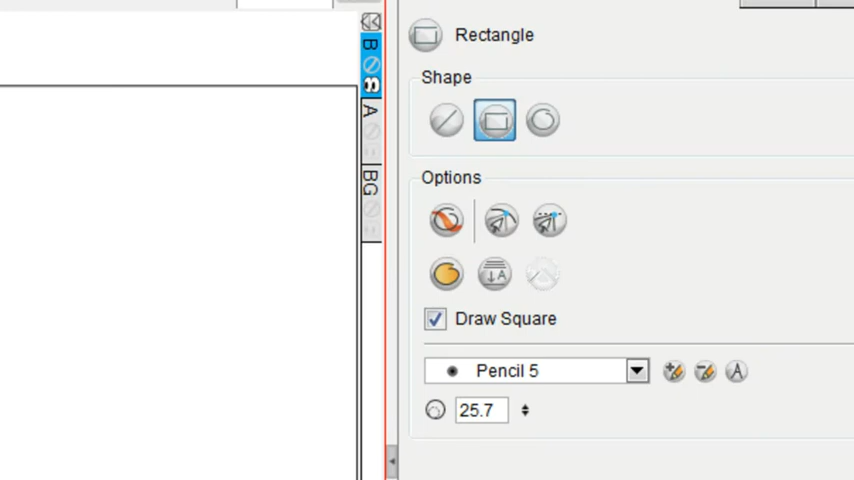 Rectangle
Shape
Options
Draw Square
Pencil 5
25.7
B
A
BG